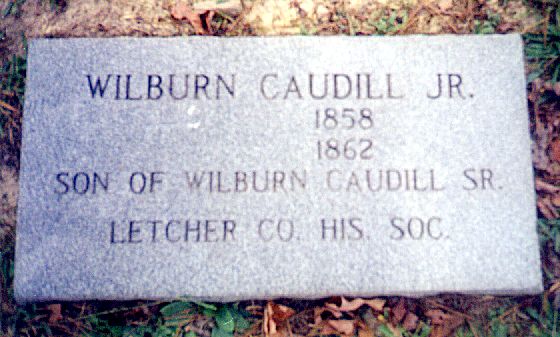 WILBURN CAUDILL JR.
1858
1862
SON OF WILBURN CAUDILL SR.
LETCHER CO. HIS. SOC.